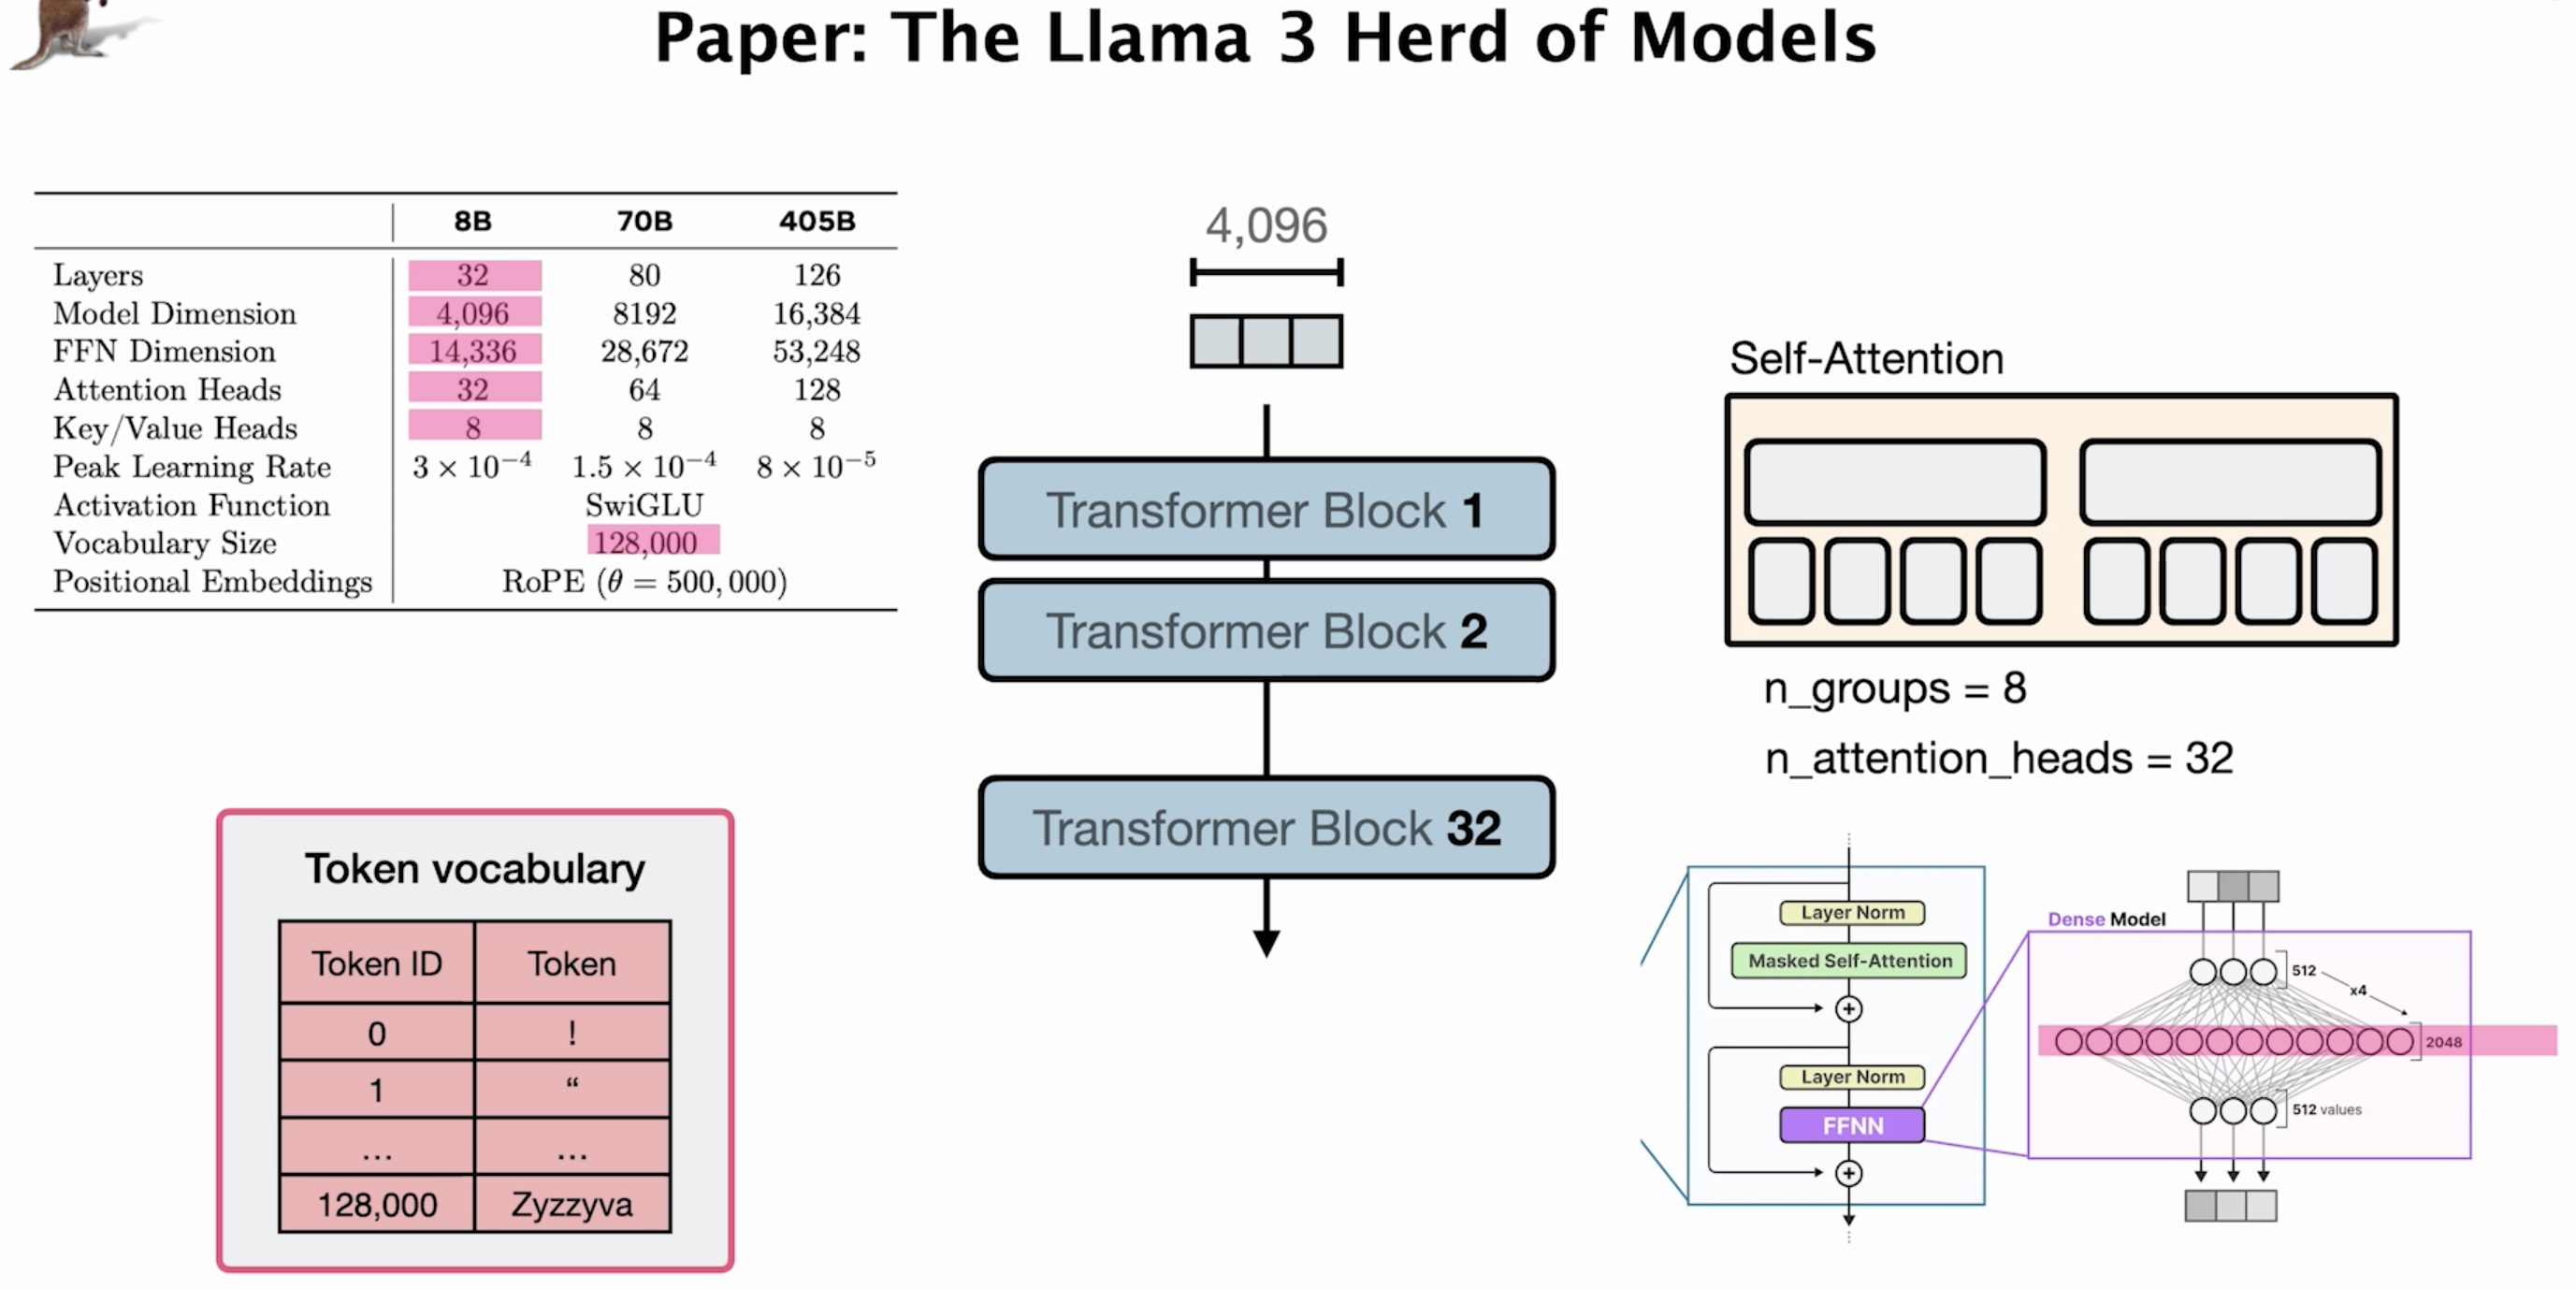 Paper: The Llama 3 Herd of Models
8B 70B 405B
Layers 32 80 126
Model Dimension 4,096 8192 16,384
FFN Dimension 14,336 28,672 53,248
Attention Heads 32 64 128
Key/Value Heads 8 8 8
Peak Learning Rate 3 × 10⁻⁴ 1.5 × 10⁻⁴ 8 × 10⁻⁵
Activation Function SwiGLU
Vocabulary Size 128,000
Positional Embeddings RoPE (θ = 500, 000)
Token vocabulary
Token ID Token
0 !
1 “
... ...
128,000 Zyzzyva
4,096
Transformer Block 1
Transformer Block 2
Transformer Block 32
Self-Attention
n_groups = 8
n_attention_heads = 32
Layer Norm
Masked Self-Attention
+
Layer Norm
FFNN
+
Dense Model
512
x4
2048
512 values